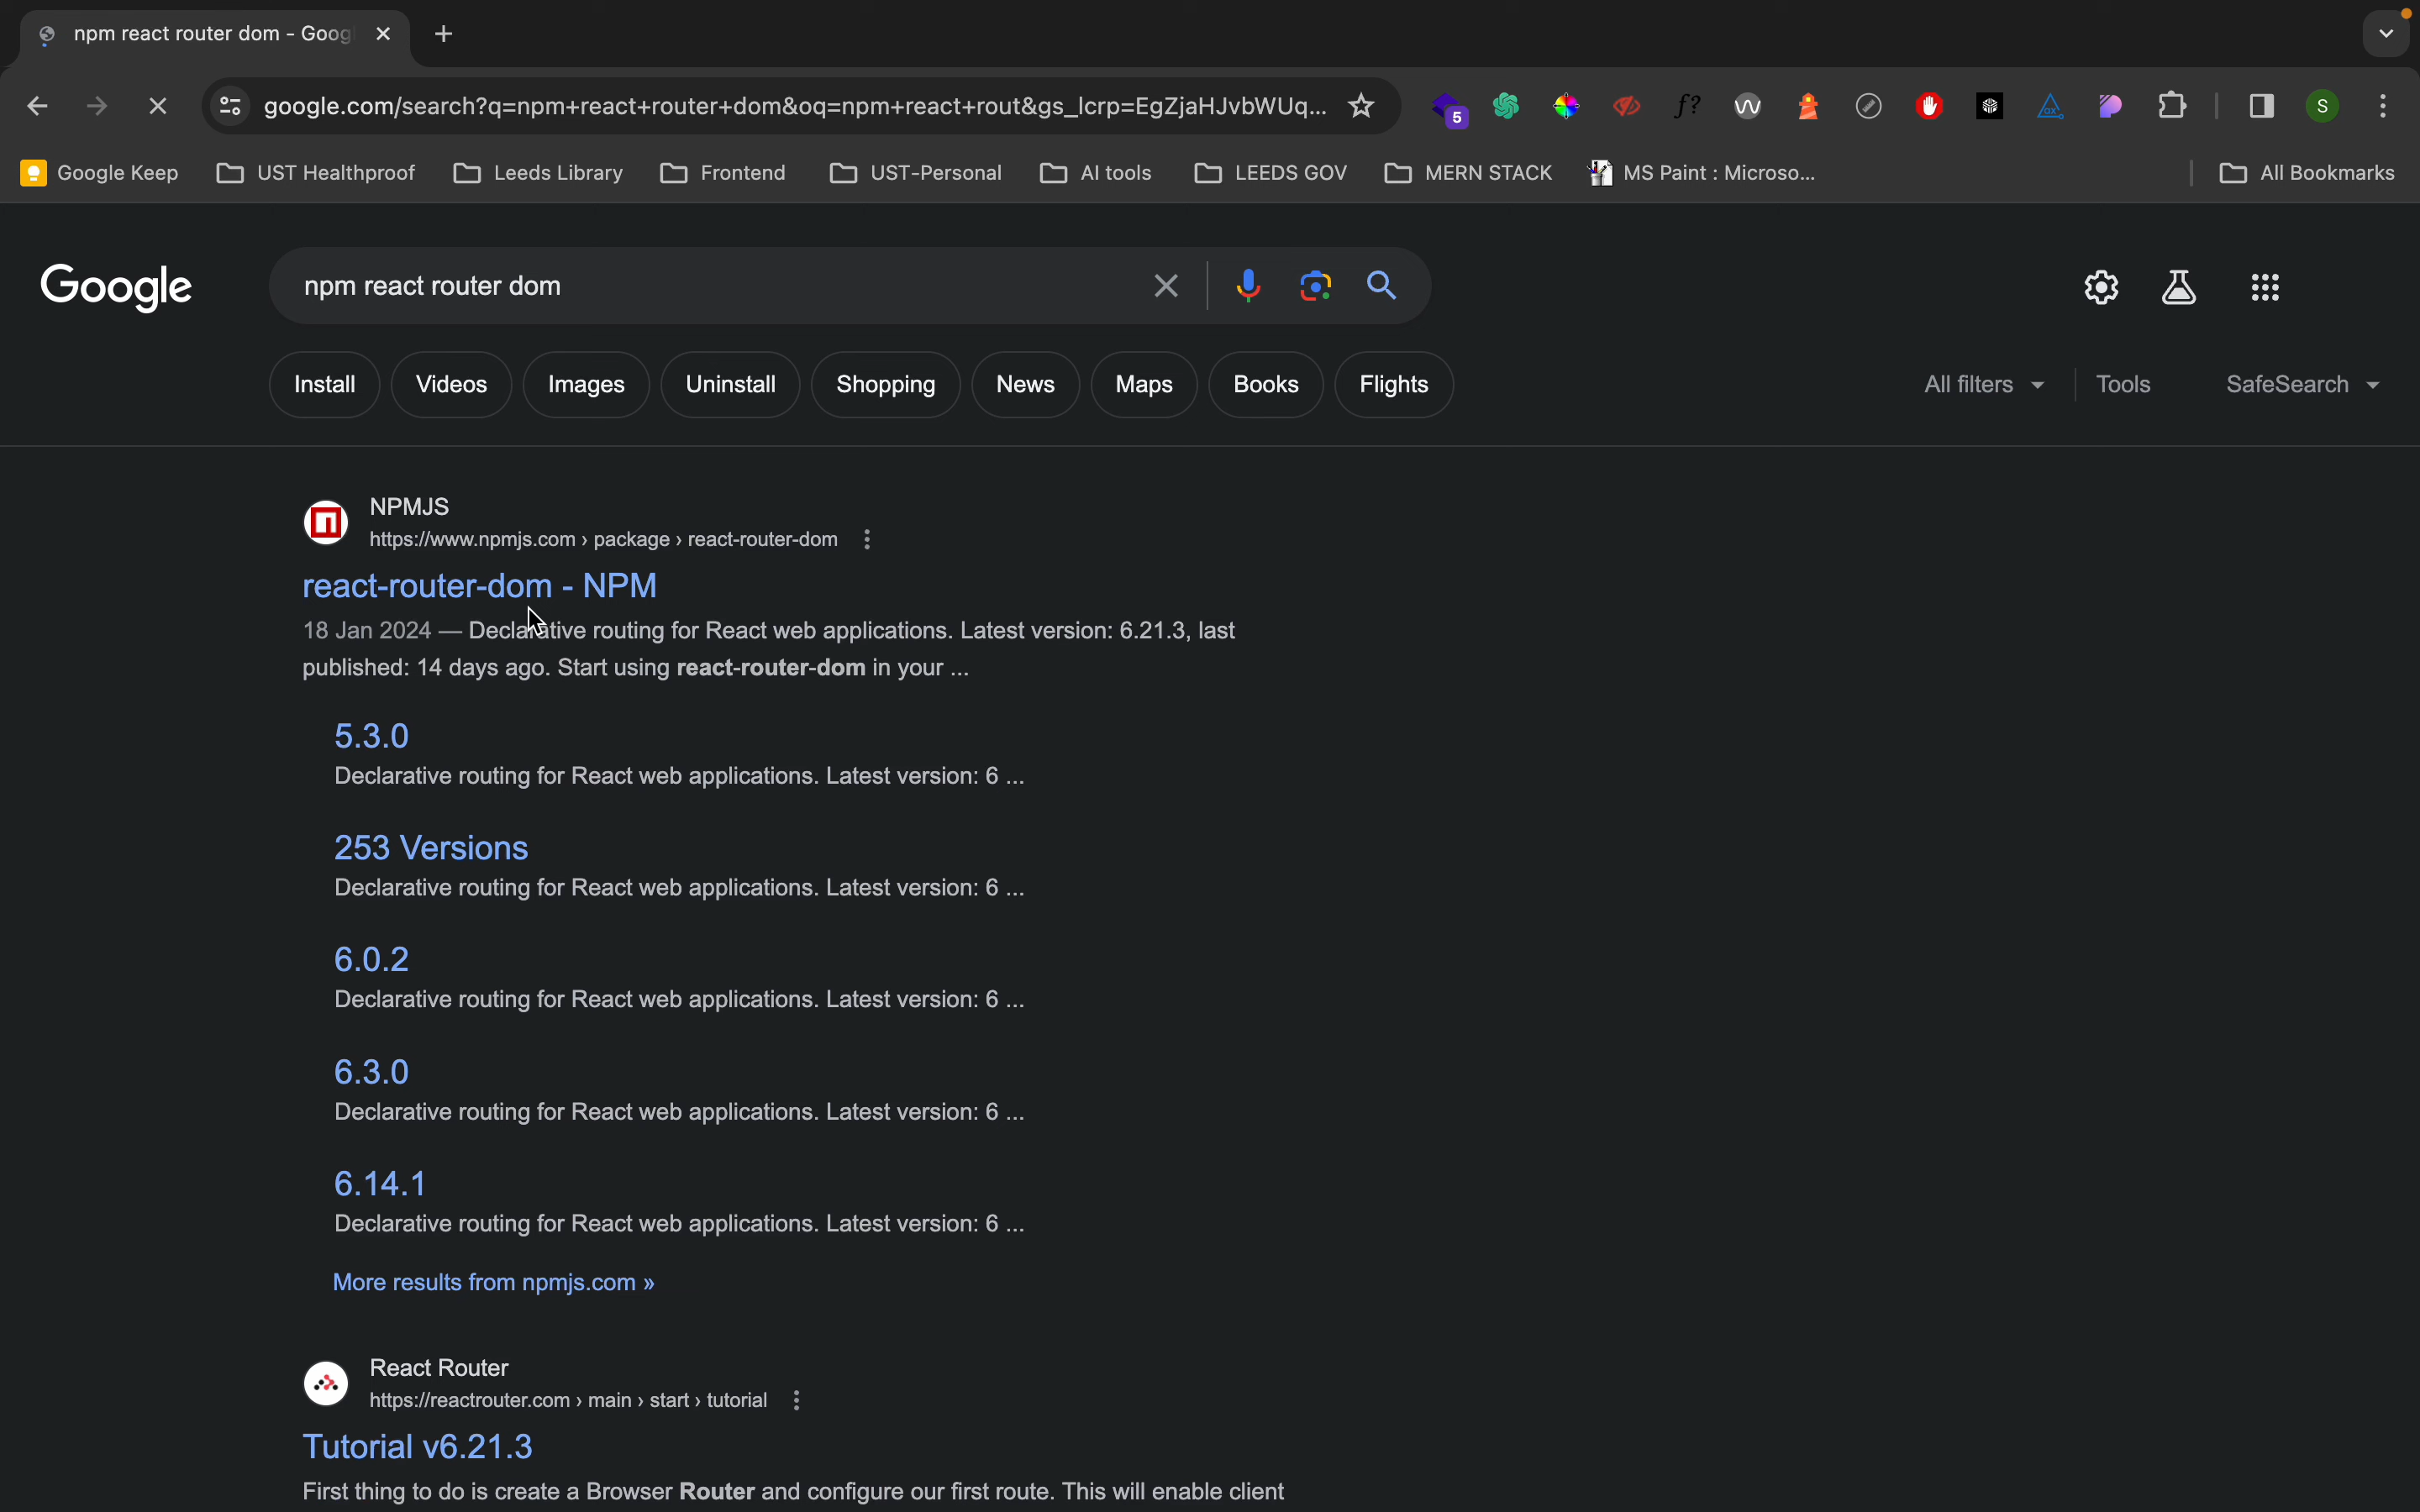 npm react router dom - Goog
google.com/search?q=npm+react+router+dom&oq=npm+react+rout&gs_lcrp=EgZjaHJvbWUq...
f?
5
S
Google Keep
UST Healthproof
Leeds Library
Frontend
UST-Personal
AI tools
LEEDS GOV
MERN STACK
MS Paint : Microso...
All Bookmarks
Google
npm react router dom
Install
Videos
Images
Uninstall
Shopping
News
Maps
Books
Flights
All filters
Tools
SafeSearch
NPMJS
https://www.npmjs.com › package › react-router-dom
react-router-dom - NPM
18 Jan 2024 — Declarative routing for React web applications. Latest version: 6.21.3, last
published: 14 days ago. Start using react-router-dom in your ...
5.3.0
Declarative routing for React web applications. Latest version: 6 ...
253 Versions
Declarative routing for React web applications. Latest version: 6 ...
6.0.2
Declarative routing for React web applications. Latest version: 6 ...
6.3.0
Declarative routing for React web applications. Latest version: 6 ...
6.14.1
Declarative routing for React web applications. Latest version: 6 ...
More results from npmjs.com »
React Router
https://reactrouter.com › main › start › tutorial
Tutorial v6.21.3
First thing to do is create a Browser Router and configure our first route. This will enable client